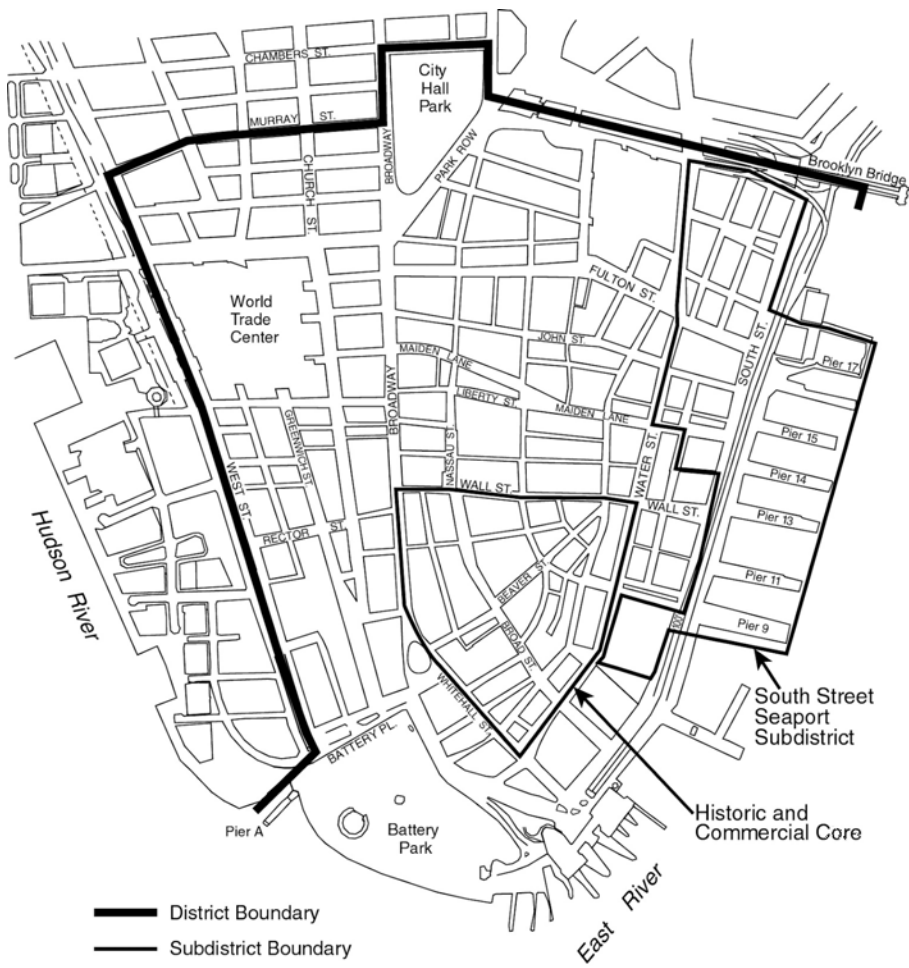 CHAMBERS ST.
City
Hall
Park
MURRAY ST.
BROADWAY
PARK ROW
CHURCH ST.
Brooklyn Bridge
FULTON ST.
World
Trade
Center
JOHN ST.
SOUTH ST.
MAIDEN LANE
Pier 17
LIBERTY ST.
MAIDEN LANE
BROADWAY
GREENWICH ST.
NASSAU ST.
WATER ST.
Pier 15
WALL ST.
Pier 14
WEST ST.
WALL ST.
Pier 13
RECTOR ST.
Hudson River
BEAVER ST.
Pier 11
BROAD ST.
Pier 9
WHITEHALL ST.
South Street
Seaport
Subdistrict
BATTERY PL.
Pier A
Battery
Park
Historic and
Commercial Core
East River
District Boundary
Subdistrict Boundary